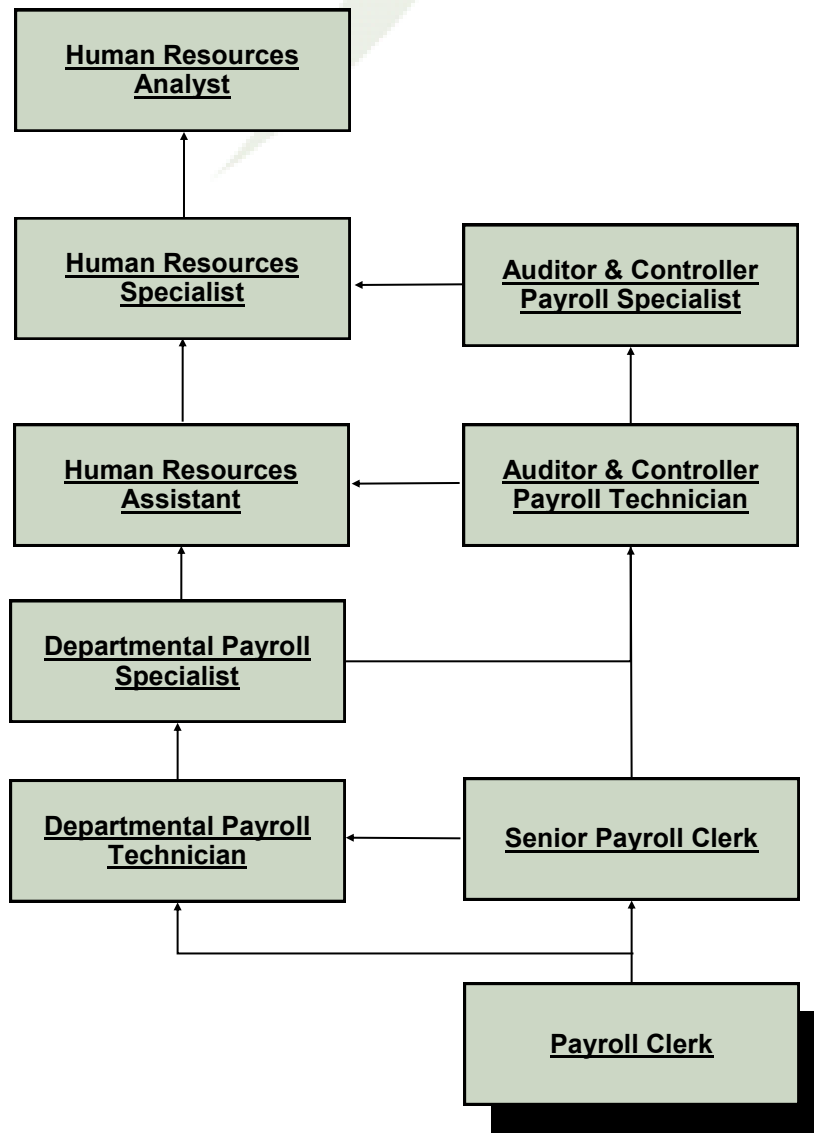 Human Resources
Analyst
Human Resources
Specialist
Auditor & Controller
Payroll Specialist
Human Resources
Assistant
Auditor & Controller
Payroll Technician
Departmental Payroll
Specialist
Departmental Payroll
Technician
Senior Payroll Clerk
Payroll Clerk